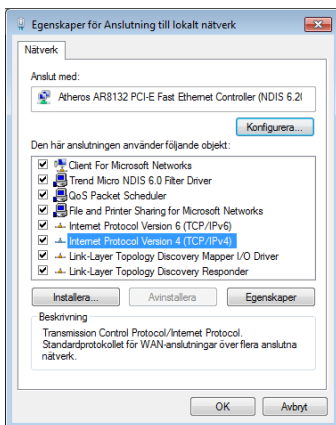 Egenskaper för Anslutning till lokalt nätverk
Nätverk
Anslut med:
Atheros AR8132 PCI-E Fast Ethernet Controller (NDIS 6.20
Konfigurera...
Den här anslutningen använder följande objekt:
Client For Microsoft Networks
Trend Micro NDIS 6.0 Filter Driver
QoS Packet Scheduler
File and Printer Sharing for Microsoft Networks
Internet Protocol Version 6 (TCP/IPv6)
Internet Protocol Version 4 (TCP/IPv4)
Link-Layer Topology Discovery Mapper I/O Driver
Link-Layer Topology Discovery Responder
Installera... Avinstallera Egenskaper
Beskrivning
Transmission Control Protocol/Internet Protocol.
Standardprotokollet för WAN-anslutningar över flera anslutna
nätverk.
OK Avbryt